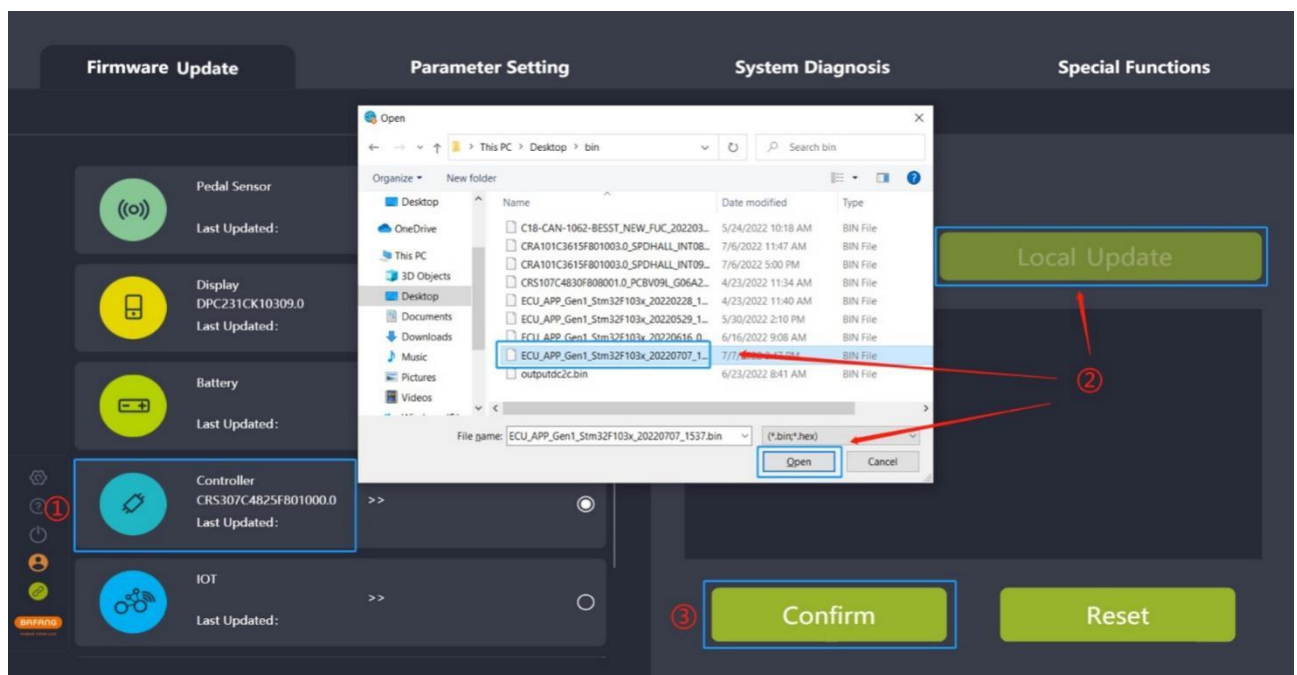 Firmware Update
Parameter Setting
System Diagnosis
Special Functions
Open
This PC > Desktop > bin
Search bin
Organize
New folder
Desktop
OneDrive
This PC
3D Objects
Desktop
Documents
Downloads
Music
Pictures
Videos
Name Date modified Type
C18-CAN-1062-BESST_NEW_FUC_202203... 5/24/2022 10:18 AM BIN File
CRA101C3615F801003.0_SPDHALL_INT08... 7/6/2022 11:47 AM BIN File
CRA101C3615F801003.0_SPDHALL_INT09... 7/6/2022 5:00 PM BIN File
CRS107C4830F808001.0_PCBV09L_G06A2... 4/23/2022 11:34 AM BIN File
ECU_APP_Gen1_Stm32F103x_20220228_1... 4/23/2022 11:40 AM BIN File
ECU_APP_Gen1_Stm32F103x_20220529_1... 5/30/2022 2:10 PM BIN File
ECU_APP_Gen1_Stm32F103x_20220616_0... 6/16/2022 9:08 AM BIN File
ECU_APP_Gen1_Stm32F103x_20220707_1... BIN File
outputdc2c.bin 6/23/2022 8:41 AM BIN File
File name: ECU_APP_Gen1_Stm32F103x_20220707_1537.bin (*.bin;*.hex)
Open
Cancel
Pedal Sensor
Last Updated:
Display
DPC231CK10309.0
Last Updated:
Battery
Last Updated:
①
Controller
CRS307C4825F801000.0 >>
Last Updated:
IOT
>>
Last Updated:
BAFANG
Local Update
②
③
Confirm
Reset